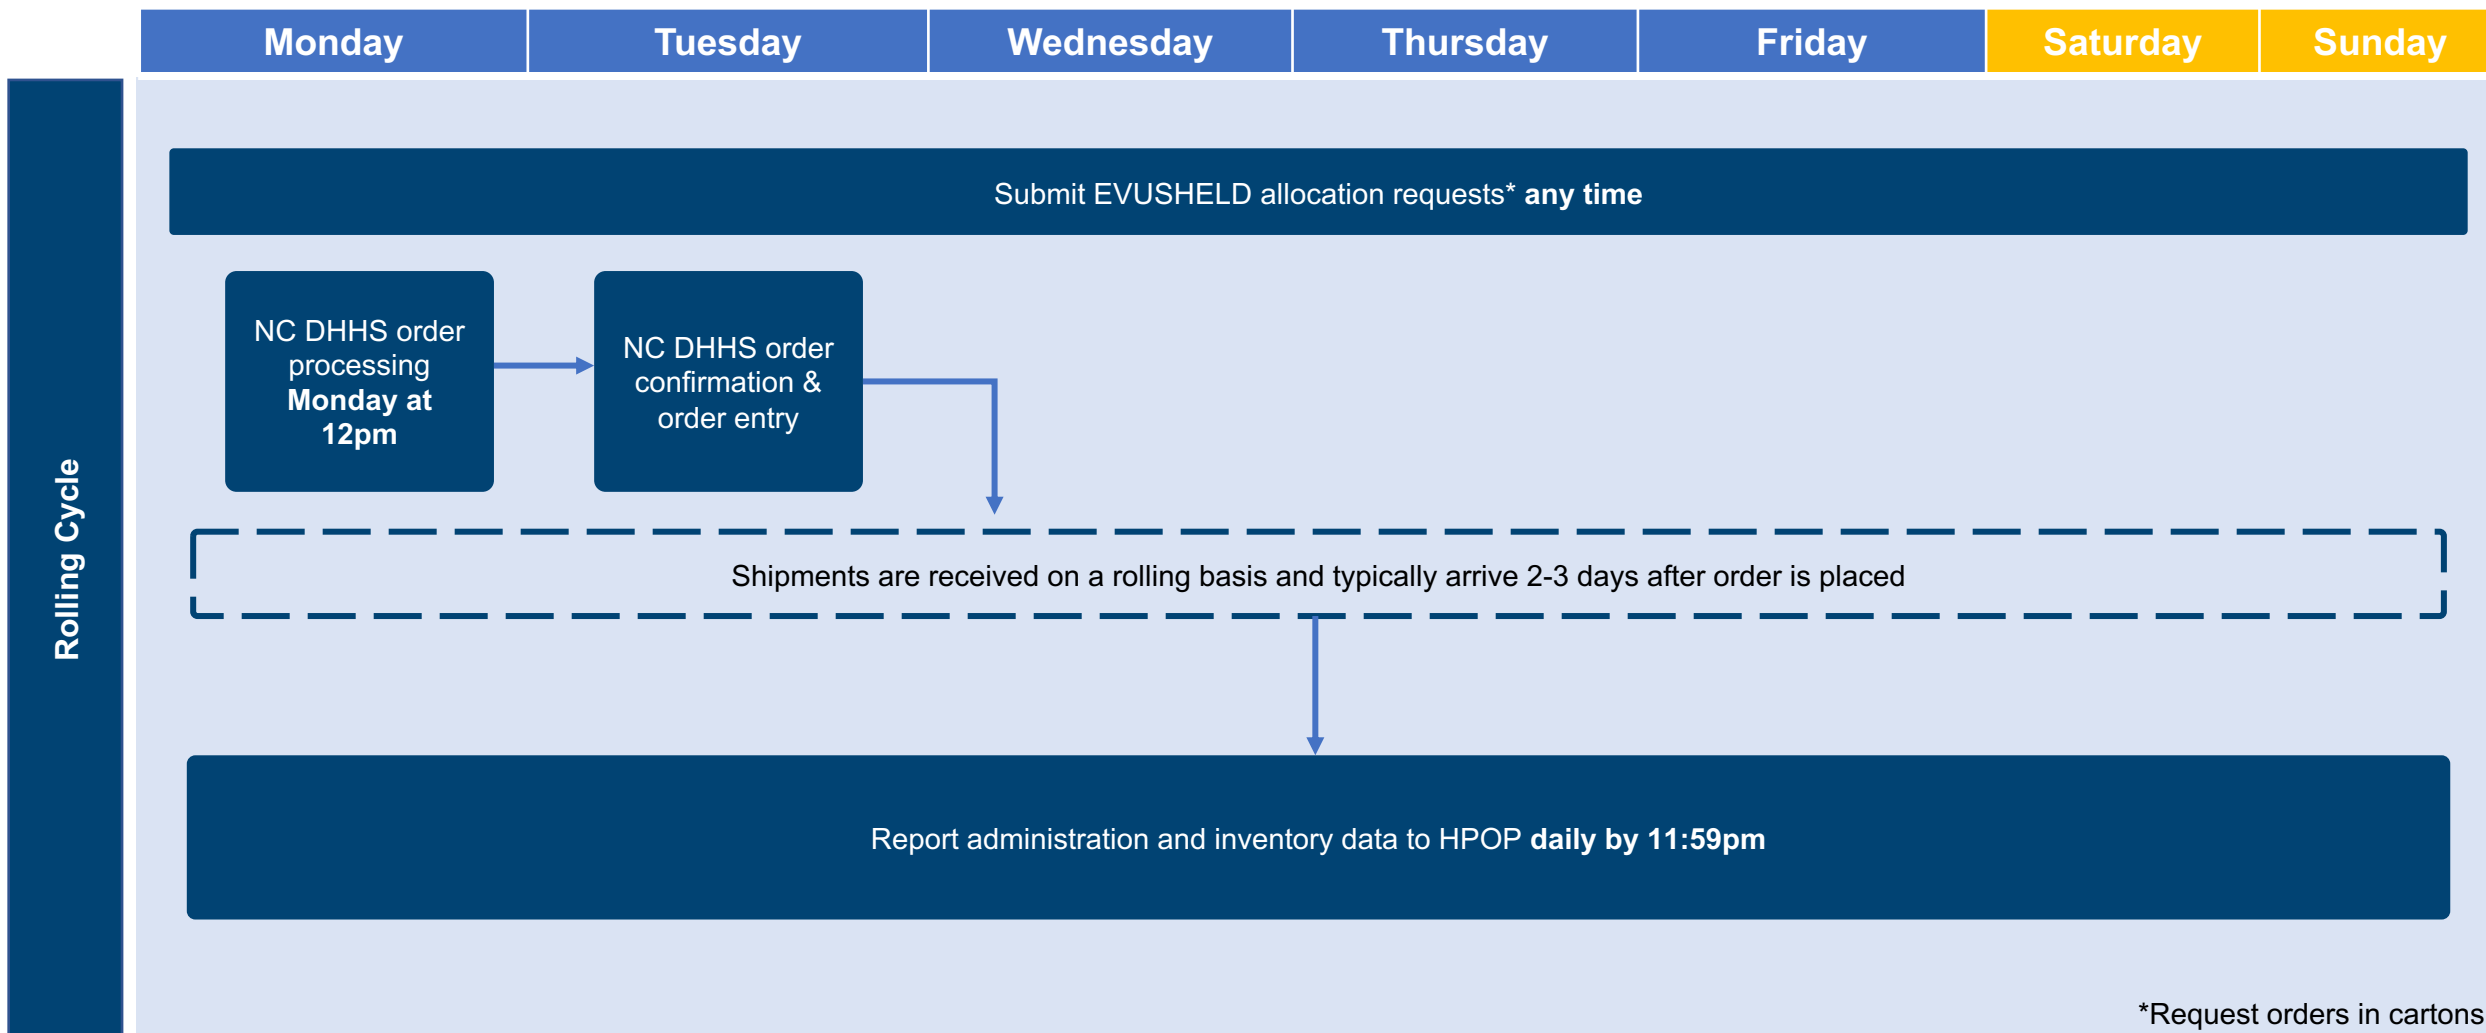 Monday Tuesday Wednesday Thursday Friday Saturday Sunday
Rolling Cycle
Submit EVUSHELD allocation requests* any time
NC DHHS order
processing
Monday at
12pm
NC DHHS order
confirmation &
order entry
Shipments are received on a rolling basis and typically arrive 2-3 days after order is placed
Report administration and inventory data to HPOP daily by 11:59pm
*Request orders in cartons